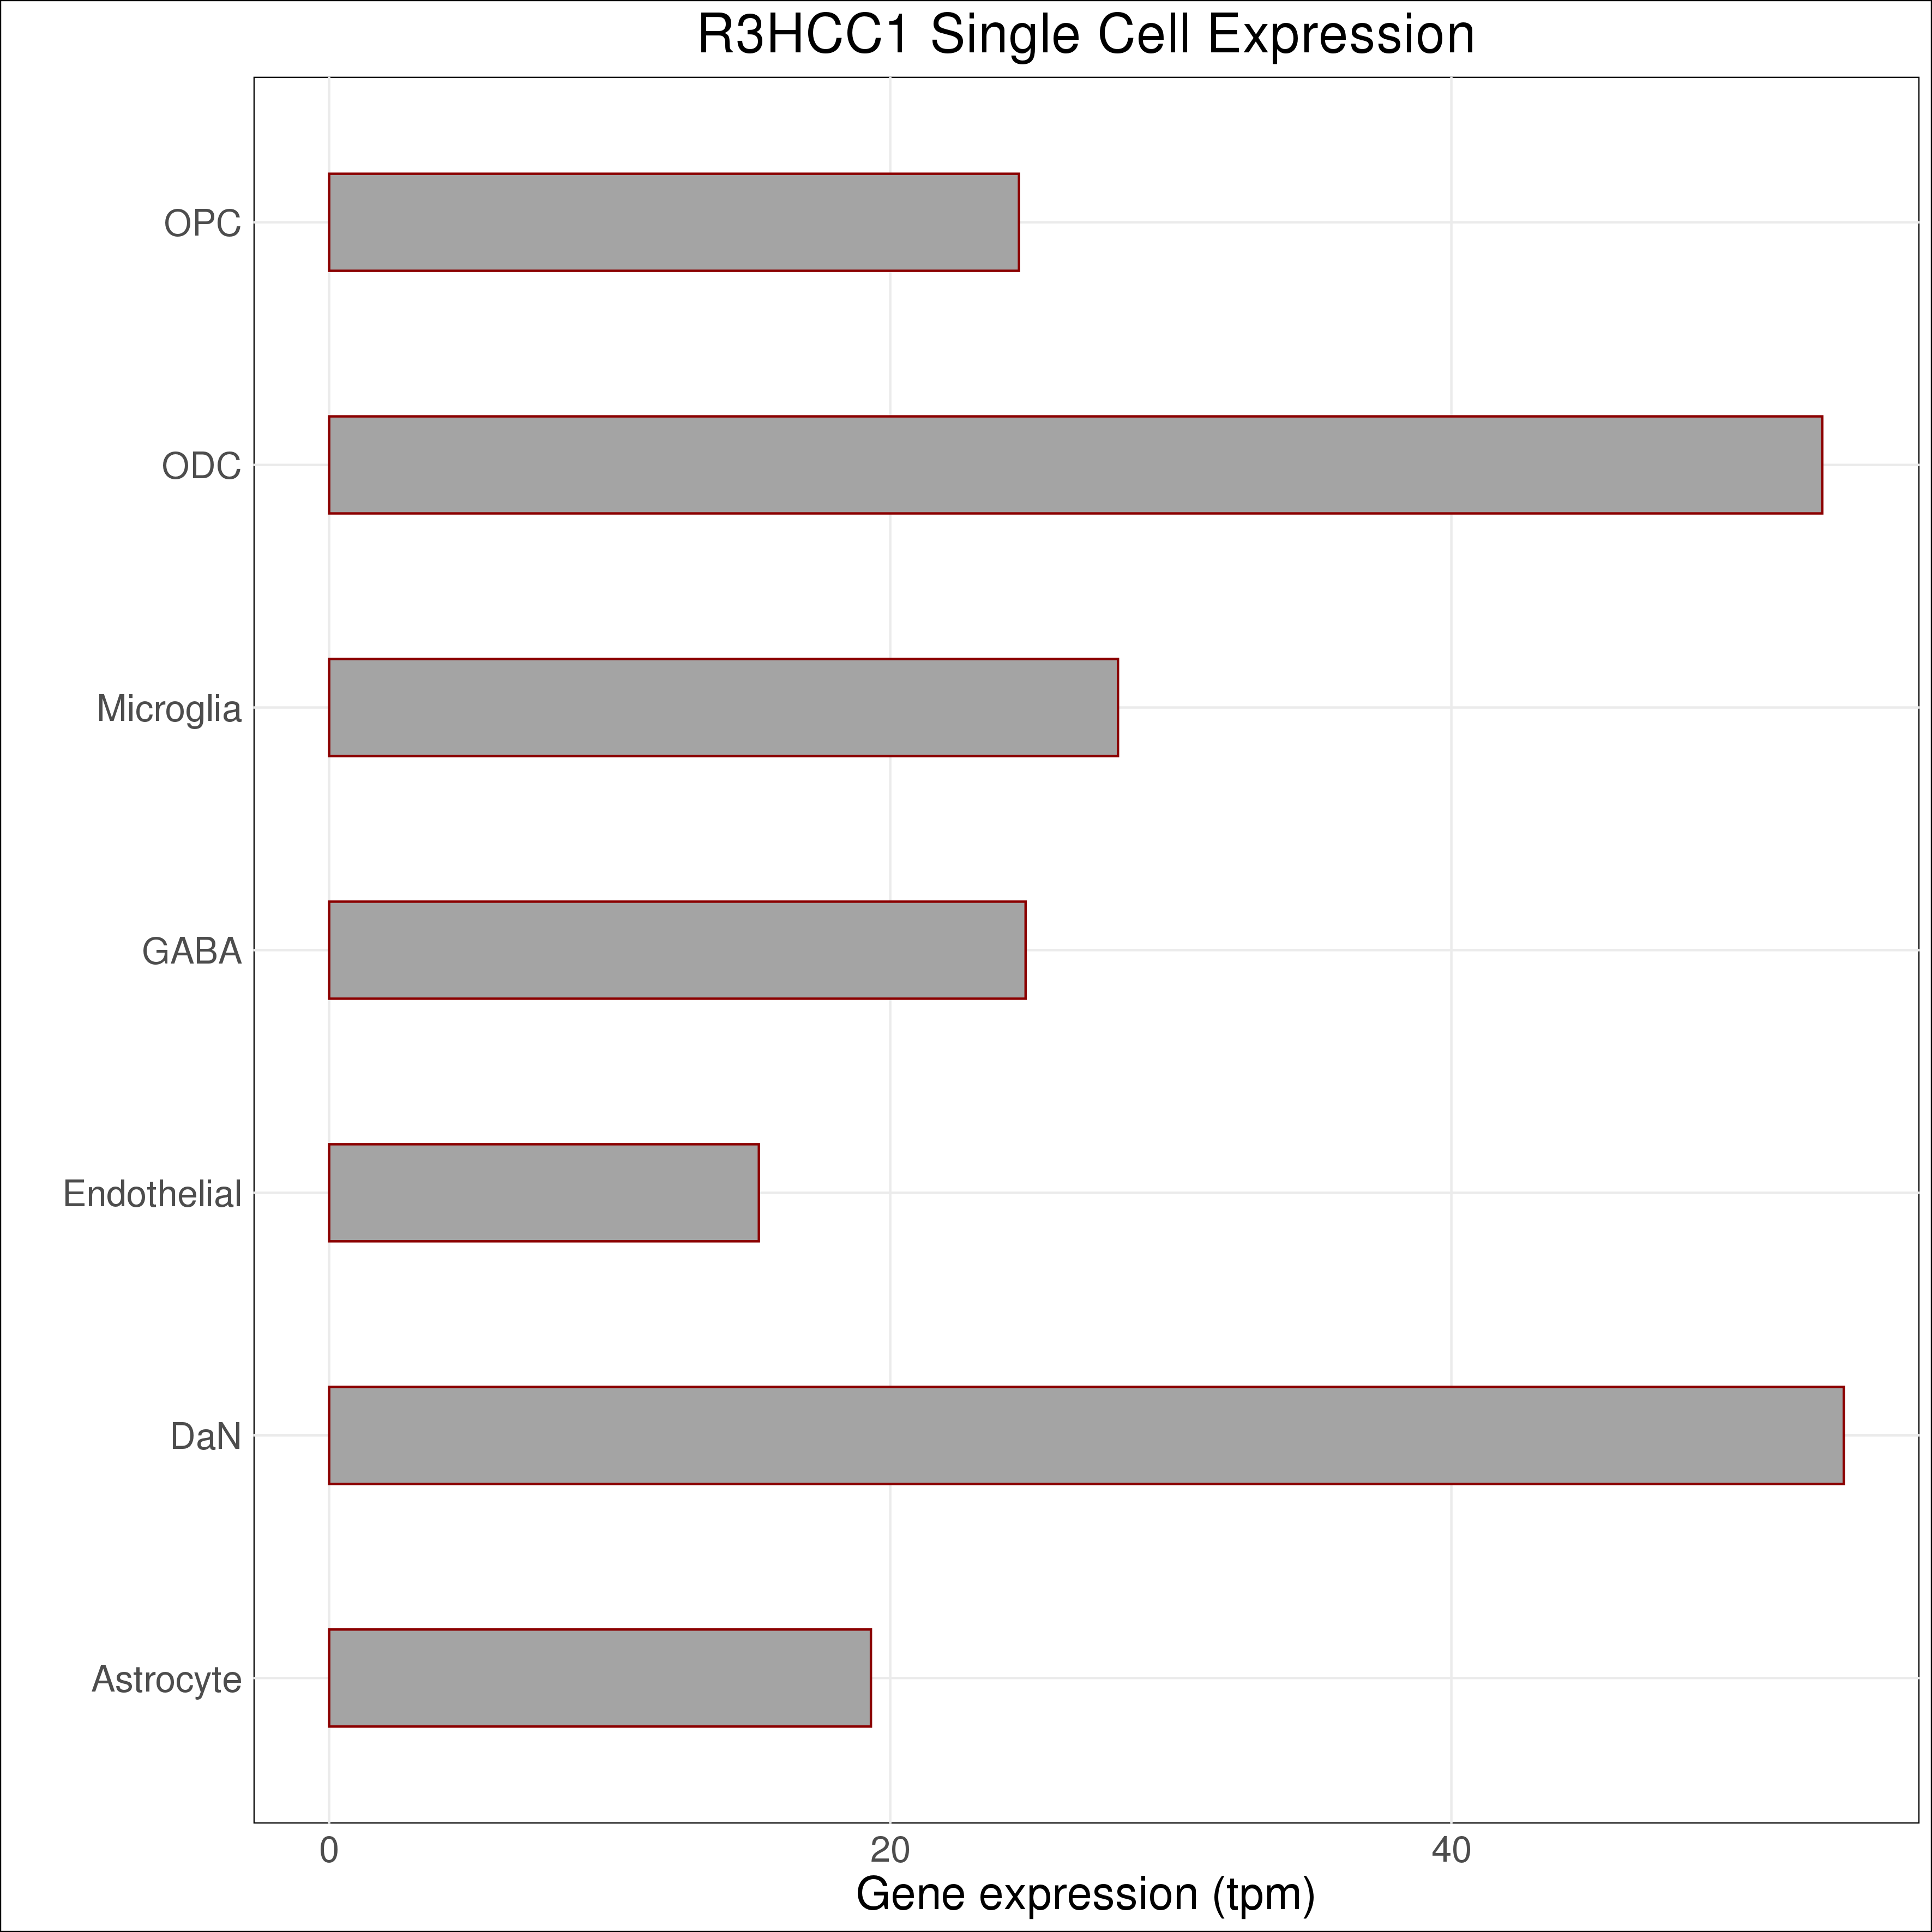 R3HCC1 Single Cell Expression
OPC
ODC
Microglia
GABA
Endothelial
DaN
Astrocyte
0 20 40
Gene expression (tpm)